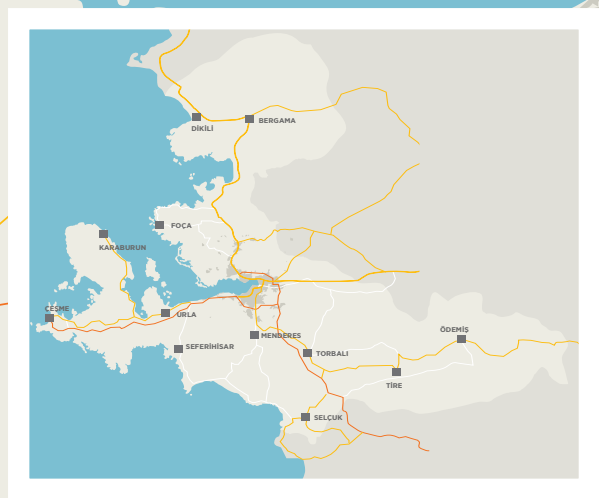 DİKİLİ
BERGAMA
FOÇA
KARABURUN
ÇEŞME
URLA
SEFERİHİSAR
MENDERES
TORBALI
ÖDEMİŞ
TİRE
SELÇUK